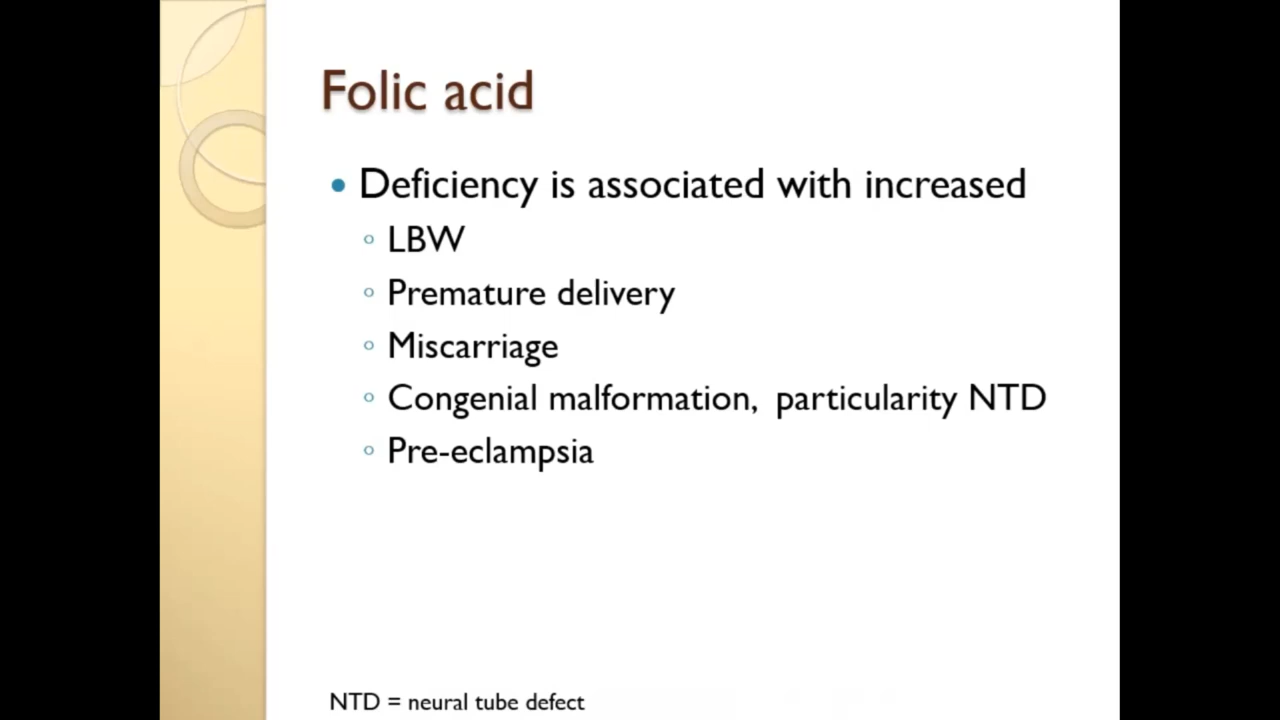 Folic acid
• Deficiency is associated with increased
◦ LBW
◦ Premature delivery
◦ Miscarriage
◦ Congenial malformation, particularity NTD
◦ Pre-eclampsia
NTD = neural tube defect